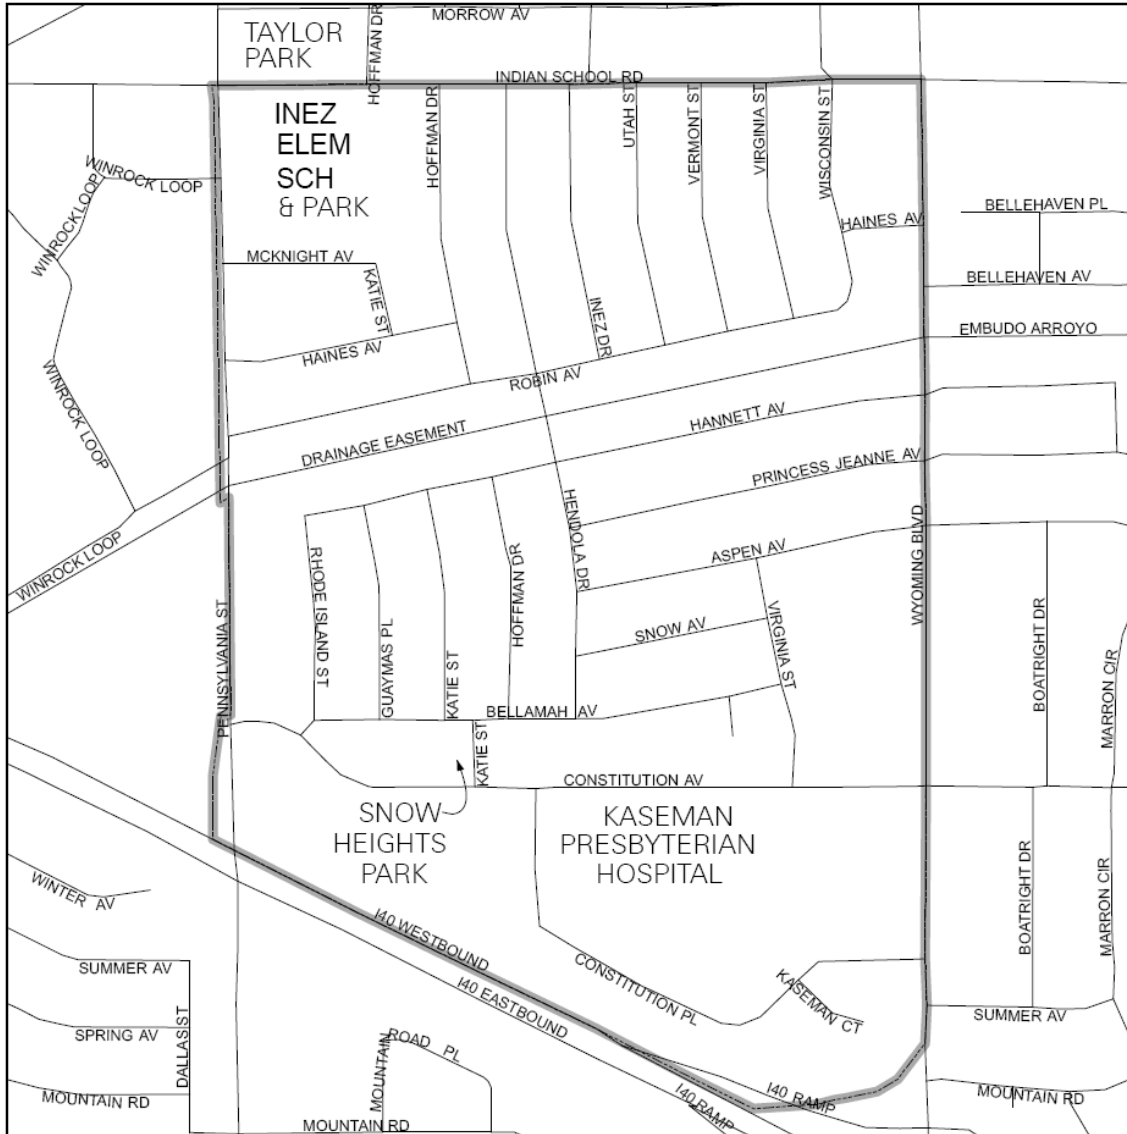 MORROW AV
TAYLOR
PARK
HOFFMAN DR
INDIAN SCHOOL RD
INEZ
ELEM
SCH
& PARK
HOFFMAN DR
UTAH ST
VERMONT ST
VIRGINIA ST
WISCONSIN ST
WINROCK LOOP
WINROCK LOOP
HAINES AV
BELLEHAVEN PL
MCKNIGHT AV
KATIE ST
BELLEHAVEN AV
INEZ DR
EMBUDO ARROYO
HAINES AV
ROBIN AV
WINROCK LOOP
DRAINAGE EASEMENT
HANNETT AV
PRINCESS JEANNE AV
HENDOLA DR
WYOMING BLVD
WINROCK LOOP
ASPEN AV
RHODE ISLAND ST
HOFFMAN DR
PENNSYLVANIA ST
GUAYMAS PL
KATIE ST
SNOW AV
VIRGINIA ST
BOATRIGHT DR
MARRON CIR
BELLAMAH AV
KATIE ST
CONSTITUTION AV
SNOW
HEIGHTS
PARK
KASEMAN
PRESBYTERIAN
HOSPITAL
WINTER AV
BOATRIGHT DR
MARRON CIR
I40 WESTBOUND
I40 EASTBOUND
SUMMER AV
CONSTITUTION PL
KASEMAN CT
SUMMER AV
SPRING AV
DALLAS ST
MOUNTAIN
ROAD PL
MOUNTAIN RD
I40 RAMP
I40 RAMP
MOUNTAIN RD
MOUNTAIN RD